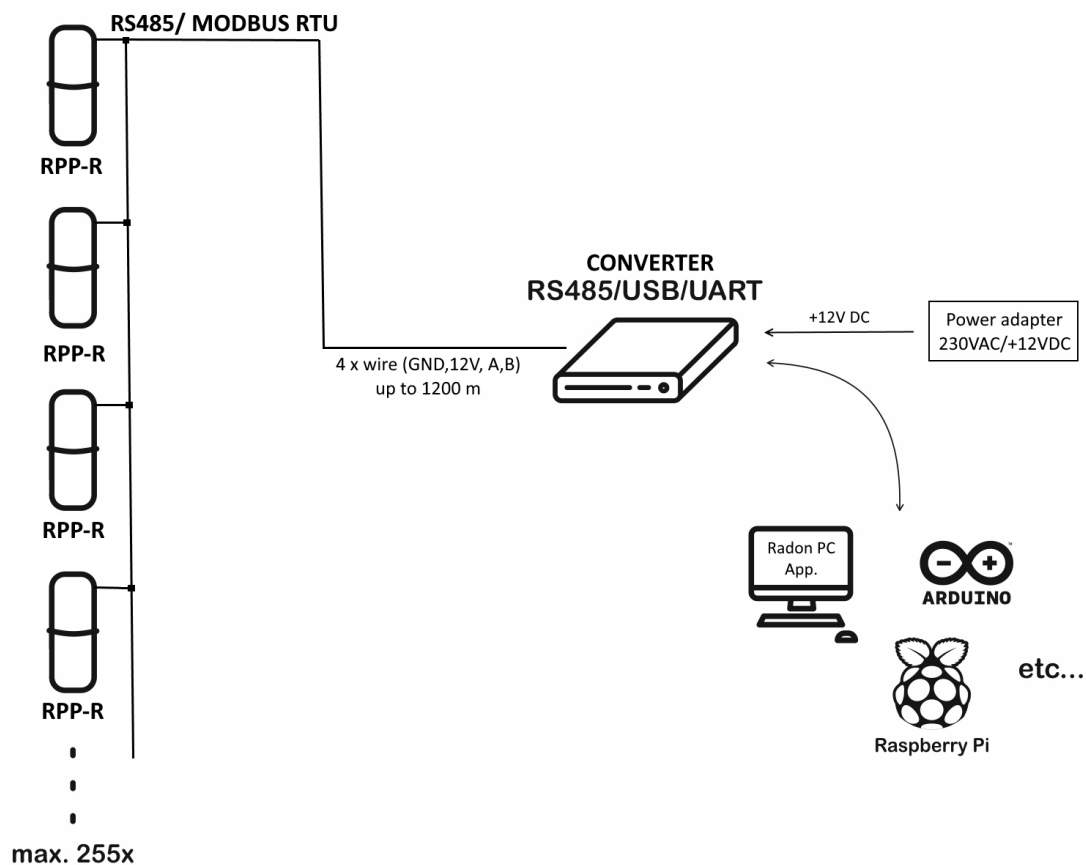 RS485/ MODBUS RTU
RPP-R
RPP-R
RPP-R
RPP-R
max. 255x
4 x wire (GND,12V, A,B)
up to 1200 m
CONVERTER
RS485/USB/UART
+12V DC
Power adapter
230VAC/+12VDC
Radon PC
App.
ARDUINO
Raspberry Pi
etc...